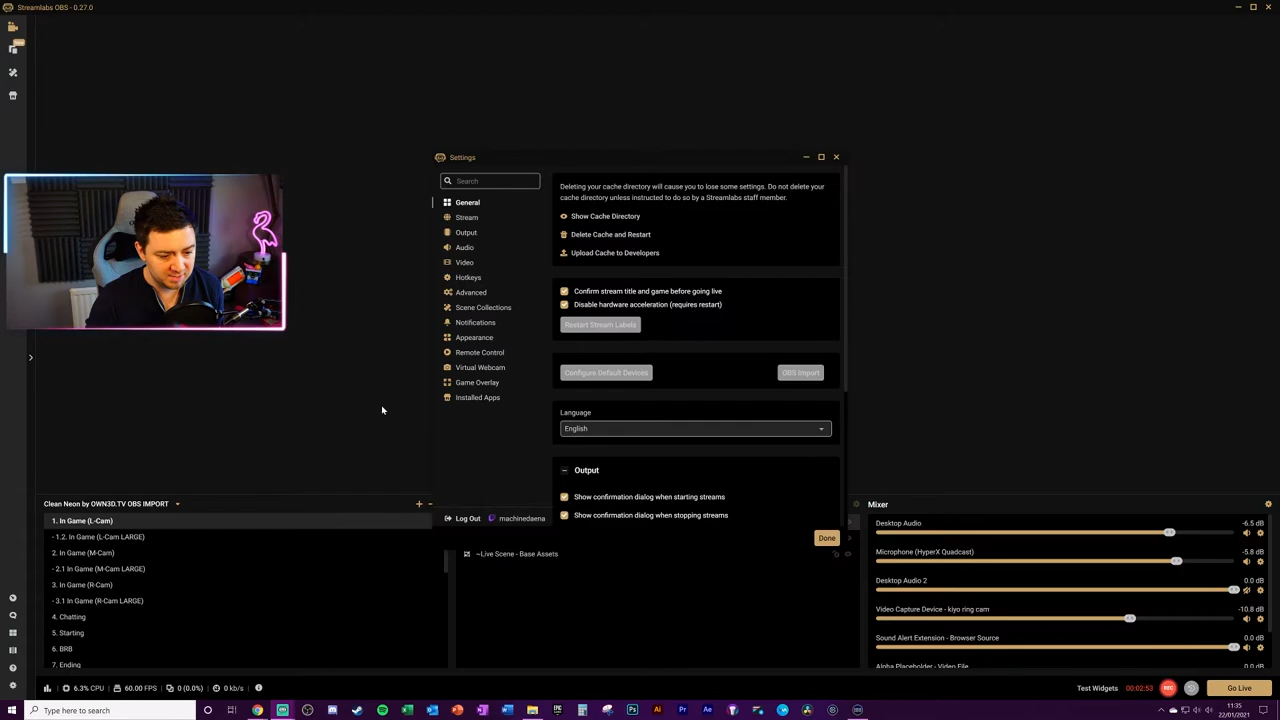 Streamlabs OBS - 0.27.0
Settings
Search
General
Stream
Output
Audio
Video
Hotkeys
Advanced
Scene Collections
Notifications
Appearance
Remote Control
Virtual Webcam
Game Overlay
Installed Apps
Log Out machinedaena
Deleting your cache directory will cause you to lose some settings. Do not delete your
cache directory unless instructed to do so by a Streamlabs staff member.
Show Cache Directory
Delete Cache and Restart
Upload Cache to Developers
Confirm stream title and game before going live
Disable hardware acceleration (requires restart)
Restart Stream Labels
Configure Default Devices
OBS Import
Language
English
Output
Show confirmation dialog when starting streams
Show confirmation dialog when stopping streams
Done
Clean Neon by OWN3D.TV OBS IMPORT
1. In Game (L-Cam)
- 1.2. In Game (L-Cam LARGE)
2. In Game (M-Cam)
- 2.1 In Game (M-Cam LARGE)
3. In Game (R-Cam)
- 3.1 In Game (R-Cam LARGE)
4. Chatting
5. Starting
6. BRB
7. Ending
~Live Scene - Base Assets
Mixer
Desktop Audio -6.5 dB
Microphone (HyperX Quadcast) -5.8 dB
Desktop Audio 2 0.0 dB
Video Capture Device - kiyo ring cam -10.8 dB
Sound Alert Extension - Browser Source 0.0 dB
Alpha Placeholder - Video File
6.3% CPU 60.00 FPS 0 (0.0%) 0 kb/s
Test Widgets 00:02:53 REC Go Live
Type here to search
11:35
22/01/2021